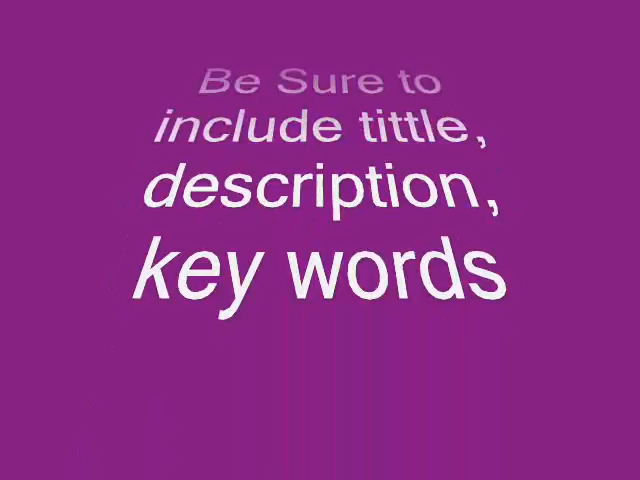 Be Sure to
include tittle,
description,
key words